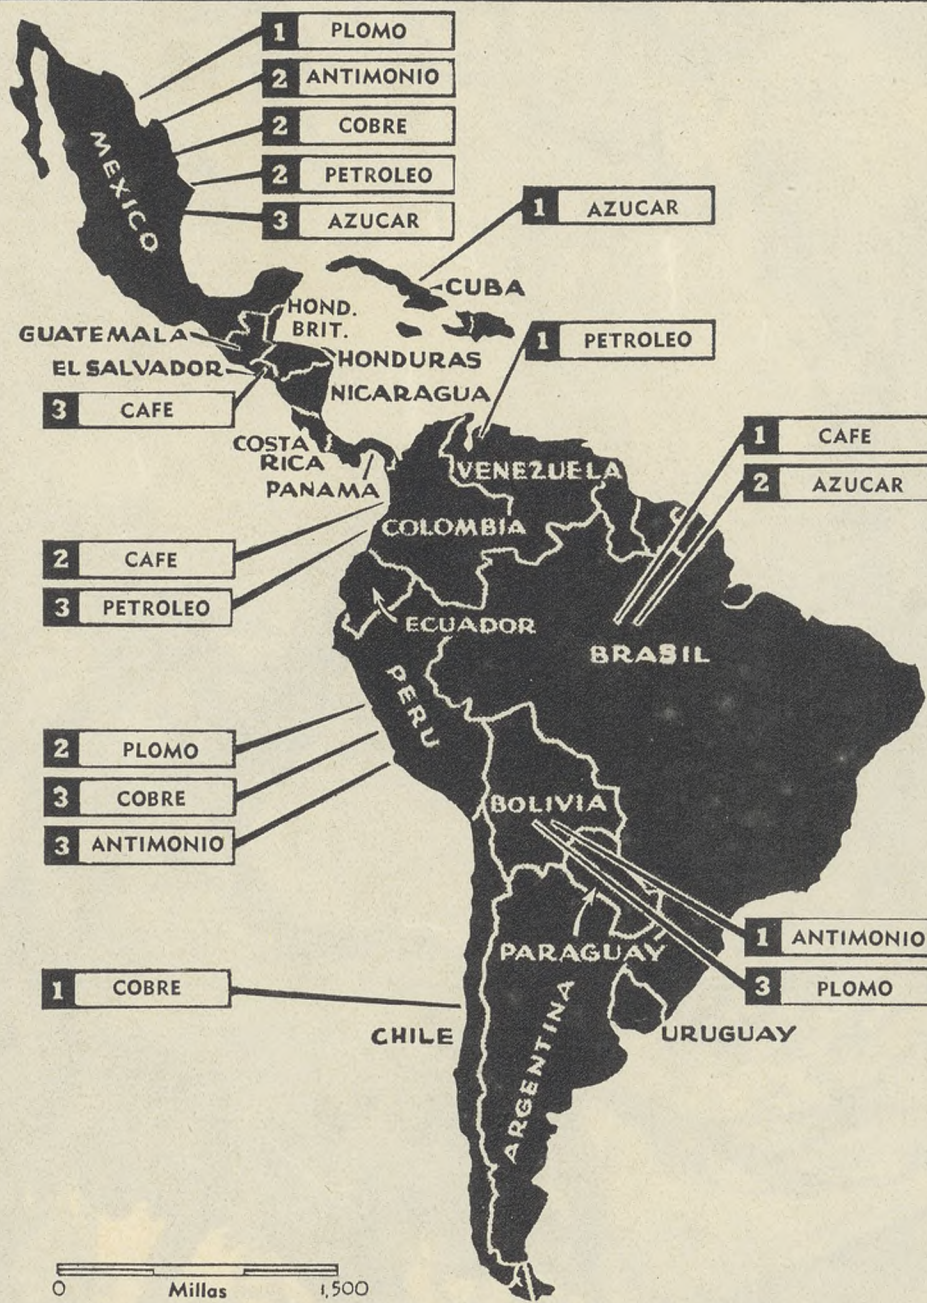 1 PLOMO
2 ANTIMONIO
2 COBRE
2 PETROLEO
3 AZUCAR
MEXICO
1 AZUCAR
CUBA
HOND.
BRIT.
GUATEMALA
1 PETROLEO
HONDURAS
EL SALVADOR
NICARAGUA
3 CAFE
COSTA
RICA
PANAMA
VENEZUELA
1 CAFE
2 AZUCAR
COLOMBIA
2 CAFE
3 PETROLEO
ECUADOR
BRASIL
PERU
2 PLOMO
3 COBRE
3 ANTIMONIO
BOLIVIA
1 ANTIMONIO
3 PLOMO
PARAGUAY
1 COBRE
CHILE
ARGENTINA
URUGUAY
0 Millas 1,500